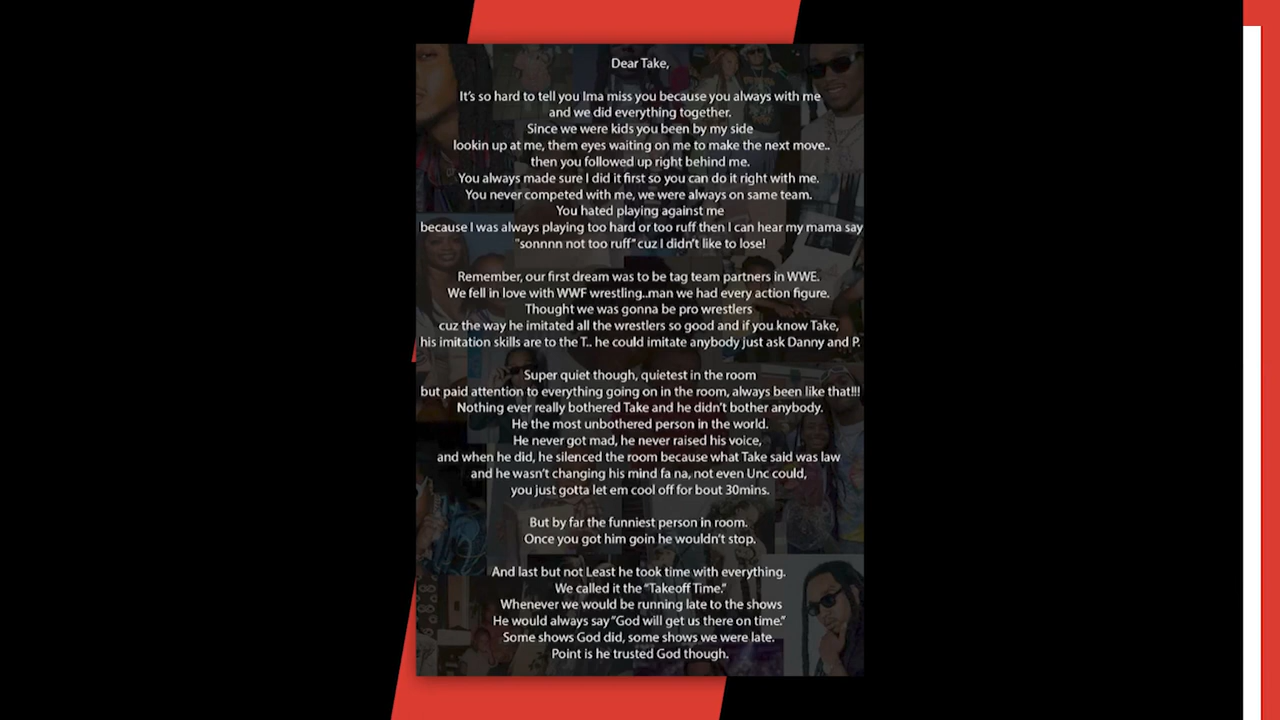 Dear Take,
It's so hard to tell you Ima miss you because you always with me
and we did everything together.
Since we were kids you been by my side
lookin up at me, them eyes waiting on me to make the next move..
then you followed up right behind me.
You always made sure I did it first so you can do it right with me.
You never competed with me, we were always on same team.
You hated playing against me
because I was always playing too hard or too ruff then I can hear my mama say
"sonnnn not too ruff" cuz I didn't like to lose!
Remember, our first dream was to be tag team partners in WWE.
We fell in love with WWF wrestling..man we had every action figure.
Thought we was gonna be pro wrestlers
cuz the way he imitated all the wrestlers so good and if you know Take,
his imitation skills are to the T.. he could imitate anybody just ask Danny and P.
Super quiet though, quietest in the room
but paid attention to everything going on in the room, always been like that!!!
Nothing ever really bothered Take and he didn't bother anybody.
He the most unbothered person in the world.
He never got mad, he never raised his voice,
and when he did, he silenced the room because what Take said was law
and he wasn't changing his mind fa na, not even Unc could,
you just gotta let em cool off for bout 30mins.
But by far the funniest person in room.
Once you got him goin he wouldn't stop.
And last but not Least he took time with everything.
We called it the "Takeoff Time."
Whenever we would be running late to the shows
He would always say "God will get us there on time."
Some shows God did, some shows we were late.
Point is he trusted God though.